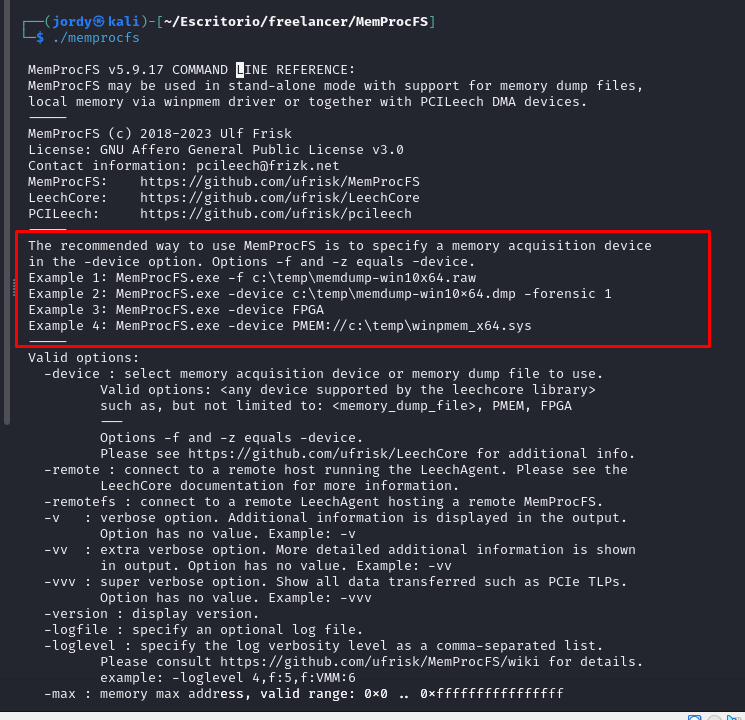 ┌──(jordy㉿kali)-[~/Escritorio/freelancer/MemProcFS]
└─$ ./memprocfs
MemProcFS v5.9.17 COMMAND LINE REFERENCE:
MemProcFS may be used in stand-alone mode with support for memory dump files,
local memory via winpmem driver or together with PCILeech DMA devices.
-----
MemProcFS (c) 2018-2023 Ulf Frisk
License: GNU Affero General Public License v3.0
Contact information: pcileech@frizk.net
MemProcFS:    https://github.com/ufrisk/MemProcFS
LeechCore:    https://github.com/ufrisk/LeechCore
PCILeech:     https://github.com/ufrisk/pcileech
-----
The recommended way to use MemProcFS is to specify a memory acquisition device
in the -device option. Options -f and -z equals -device.
Example 1: MemProcFS.exe -f c:\temp\memdump-win10x64.raw
Example 2: MemProcFS.exe -device c:\temp\memdump-win10x64.dmp -forensic 1
Example 3: MemProcFS.exe -device FPGA
Example 4: MemProcFS.exe -device PMEM://c:\temp\winpmem_x64.sys
-----
Valid options:
-device : select memory acquisition device or memory dump file to use.
Valid options: <any device supported by the leechcore library>
such as, but not limited to: <memory_dump_file>, PMEM, FPGA
---
Options -f and -z equals -device.
Please see https://github.com/ufrisk/LeechCore for additional info.
-remote : connect to a remote host running the LeechAgent. Please see the
LeechCore documentation for more information.
-remotefs : connect to a remote LeechAgent hosting a remote MemProcFS.
-v   : verbose option. Additional information is displayed in the output.
Option has no value. Example: -v
-vv  : extra verbose option. More detailed additional information is shown
in output. Option has no value. Example: -vv
-vvv : super verbose option. Show all data transferred such as PCIe TLPs.
Option has no value. Example: -vvv
-version : display version.
-logfile : specify an optional log file.
-loglevel : specify the log verbosity level as a comma-separated list.
Please consult https://github.com/ufrisk/MemProcFS/wiki for details.
example: -loglevel 4,f:5,f:VMM:6
-max : memory max address, valid range: 0x0 .. 0xffffffffffffffff